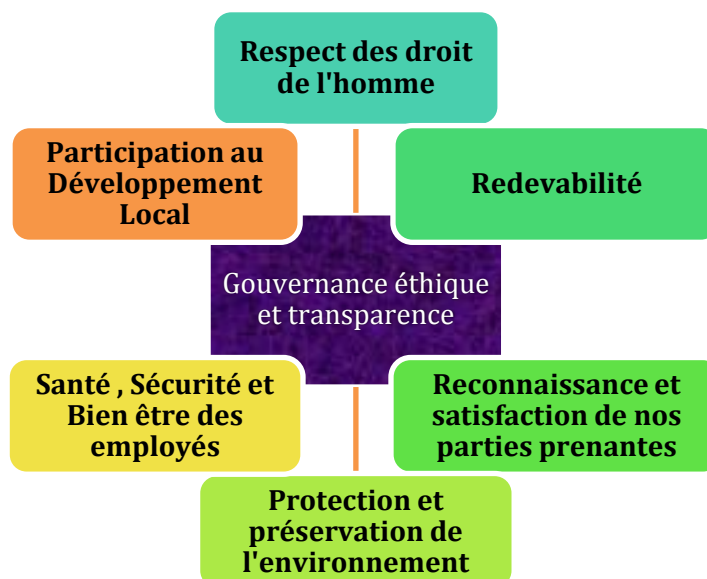 Respect des droit
de l'homme
Participation au
Développement
Local
Redevabilité
Gouvernance éthique
et transparence
Santé , Sécurité et
Bien être des
employés
Reconnaissance et
satisfaction de nos
parties prenantes
Protection et
préservation de
l'environnement